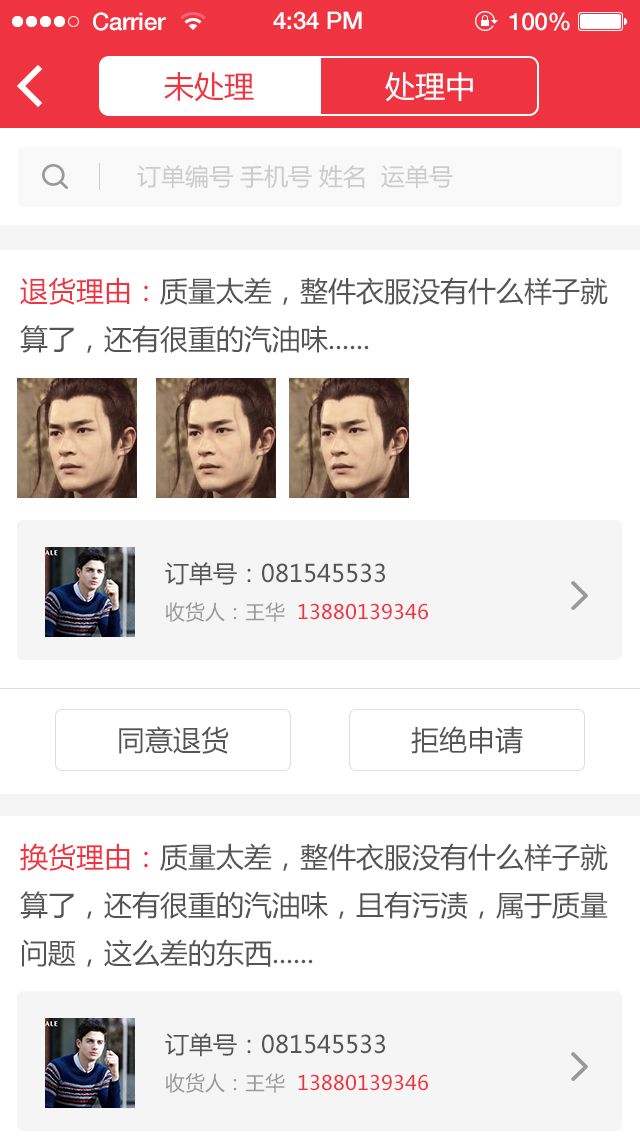 Carrier 4:34 PM 100%
未处理 处理中
订单编号 手机号 姓名 运单号
退货理由：质量太差，整件衣服没有什么样子就
算了，还有很重的汽油味......
ALE
订单号：081545533
收货人：王华 13880139346
同意退货 拒绝申请
换货理由：质量太差，整件衣服没有什么样子就
算了，还有很重的汽油味，且有污渍，属于质量
问题，这么差的东西......
ALE
订单号：081545533
收货人：王华 13880139346